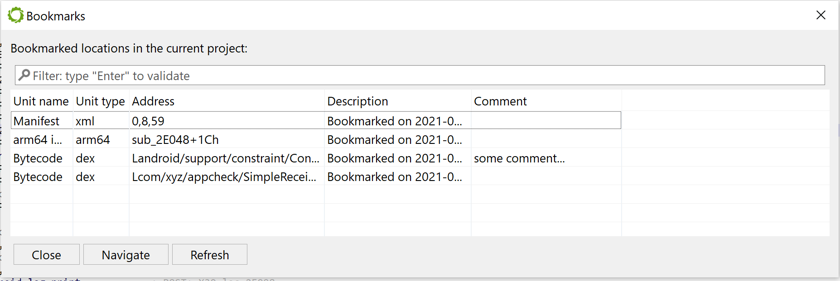 Bookmarks
Bookmarked locations in the current project:
Filter: type "Enter" to validate
Unit name Unit type Address Description Comment
Manifest xml 0,8,59 Bookmarked on 2021-0...
arm64 i... arm64 sub_2E048+1Ch Bookmarked on 2021-0...
Bytecode dex Landroid/support/constraint/Con... Bookmarked on 2021-0... some comment...
Bytecode dex Lcom/xyz/appcheck/SimpleRecei... Bookmarked on 2021-0...
Close Navigate Refresh